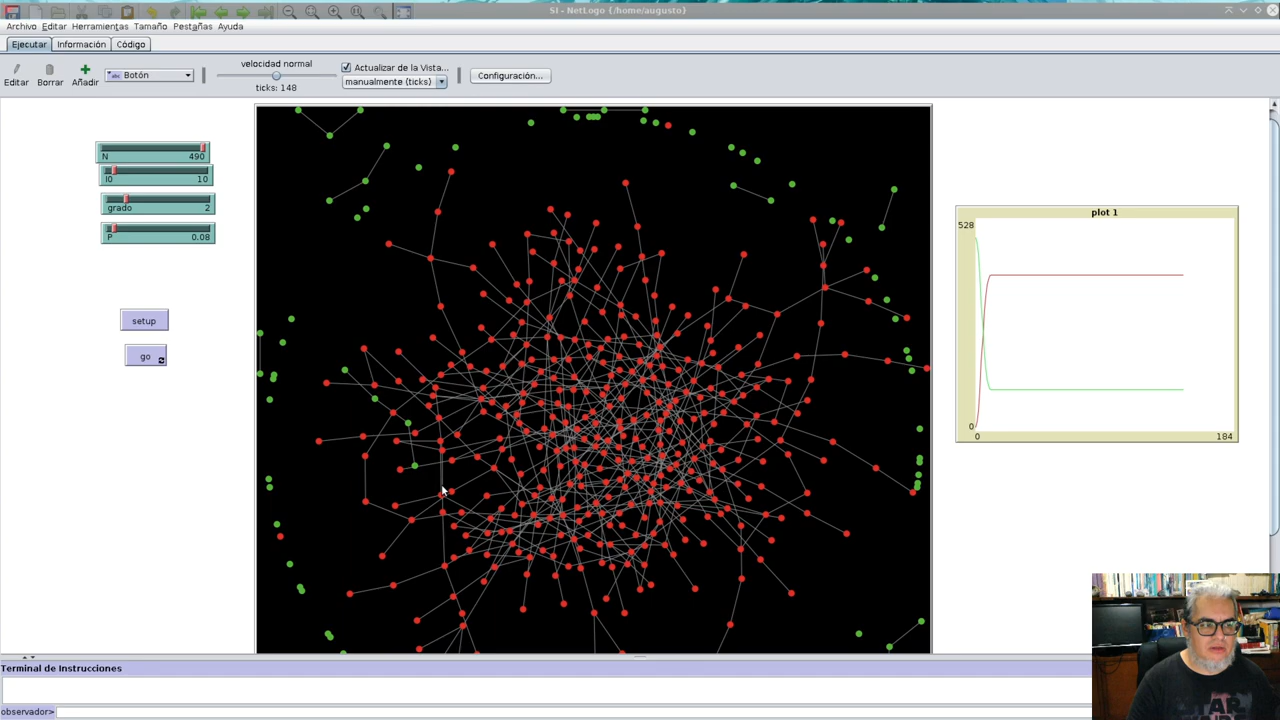 SI - NetLogo {/home/augusto}
Archivo Editar Herramientas Tamaño Pestañas Ayuda
Ejecutar Información Código
velocidad normal
Actualizar de la Vista...
Editar Borrar Añadir
abc Botón
manualmente (ticks)
Configuración...
ticks: 148
N 490
I0 10
grado 2
P 0.08
setup
go
plot 1
528
0
0 184
Terminal de Instrucciones
observador>
STAR